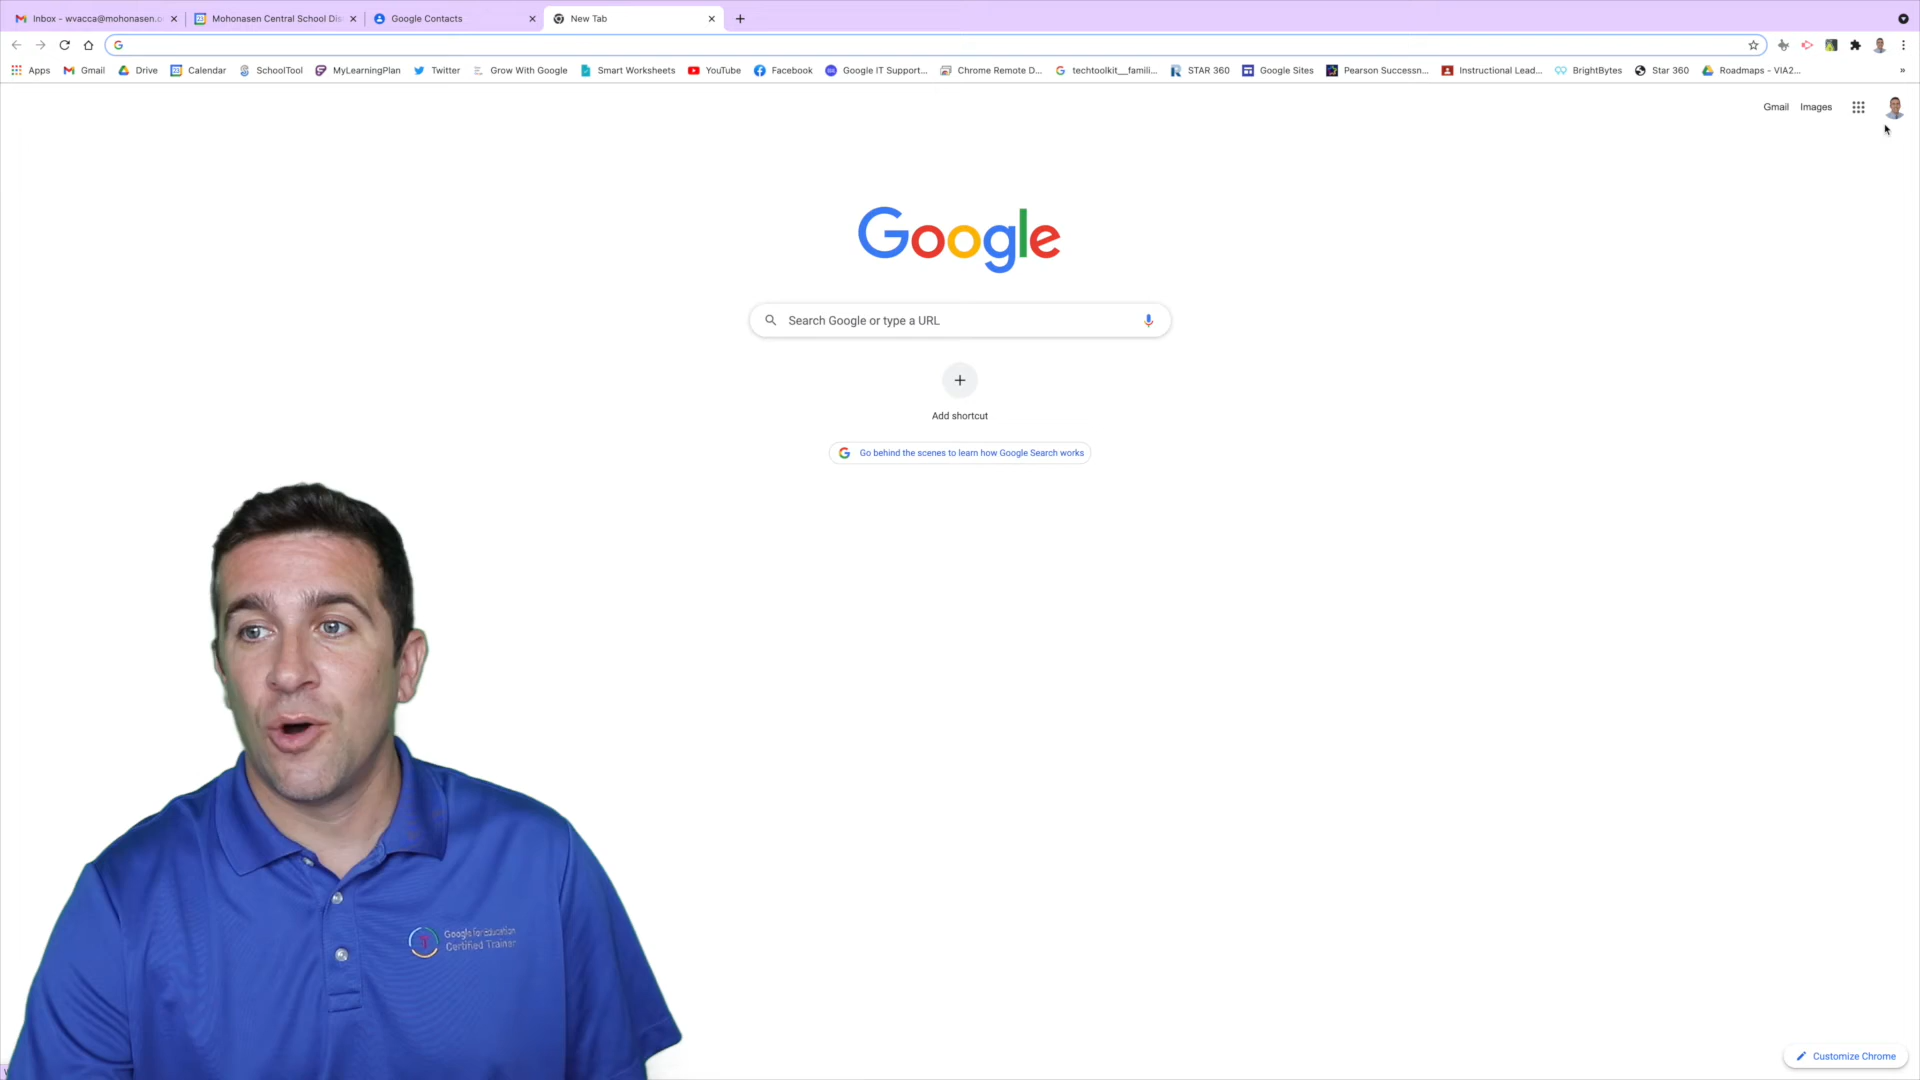 Inbox - wvacca@mohonasen.o
Mohonasen Central School Dis
Google Contacts
New Tab
Apps
Gmail
Drive
Calendar
SchoolTool
MyLearningPlan
Twitter
Grow With Google
Smart Worksheets
YouTube
Facebook
Google IT Support...
Chrome Remote D...
techtoolkit__famili...
STAR 360
Google Sites
Pearson Successn...
Instructional Lead...
BrightBytes
Star 360
Roadmaps - VIA2...
»
Gmail
Images
Google
Search Google or type a URL
Add shortcut
Go behind the scenes to learn how Google Search works
Google for Education
Certified Trainer
Customize Chrome